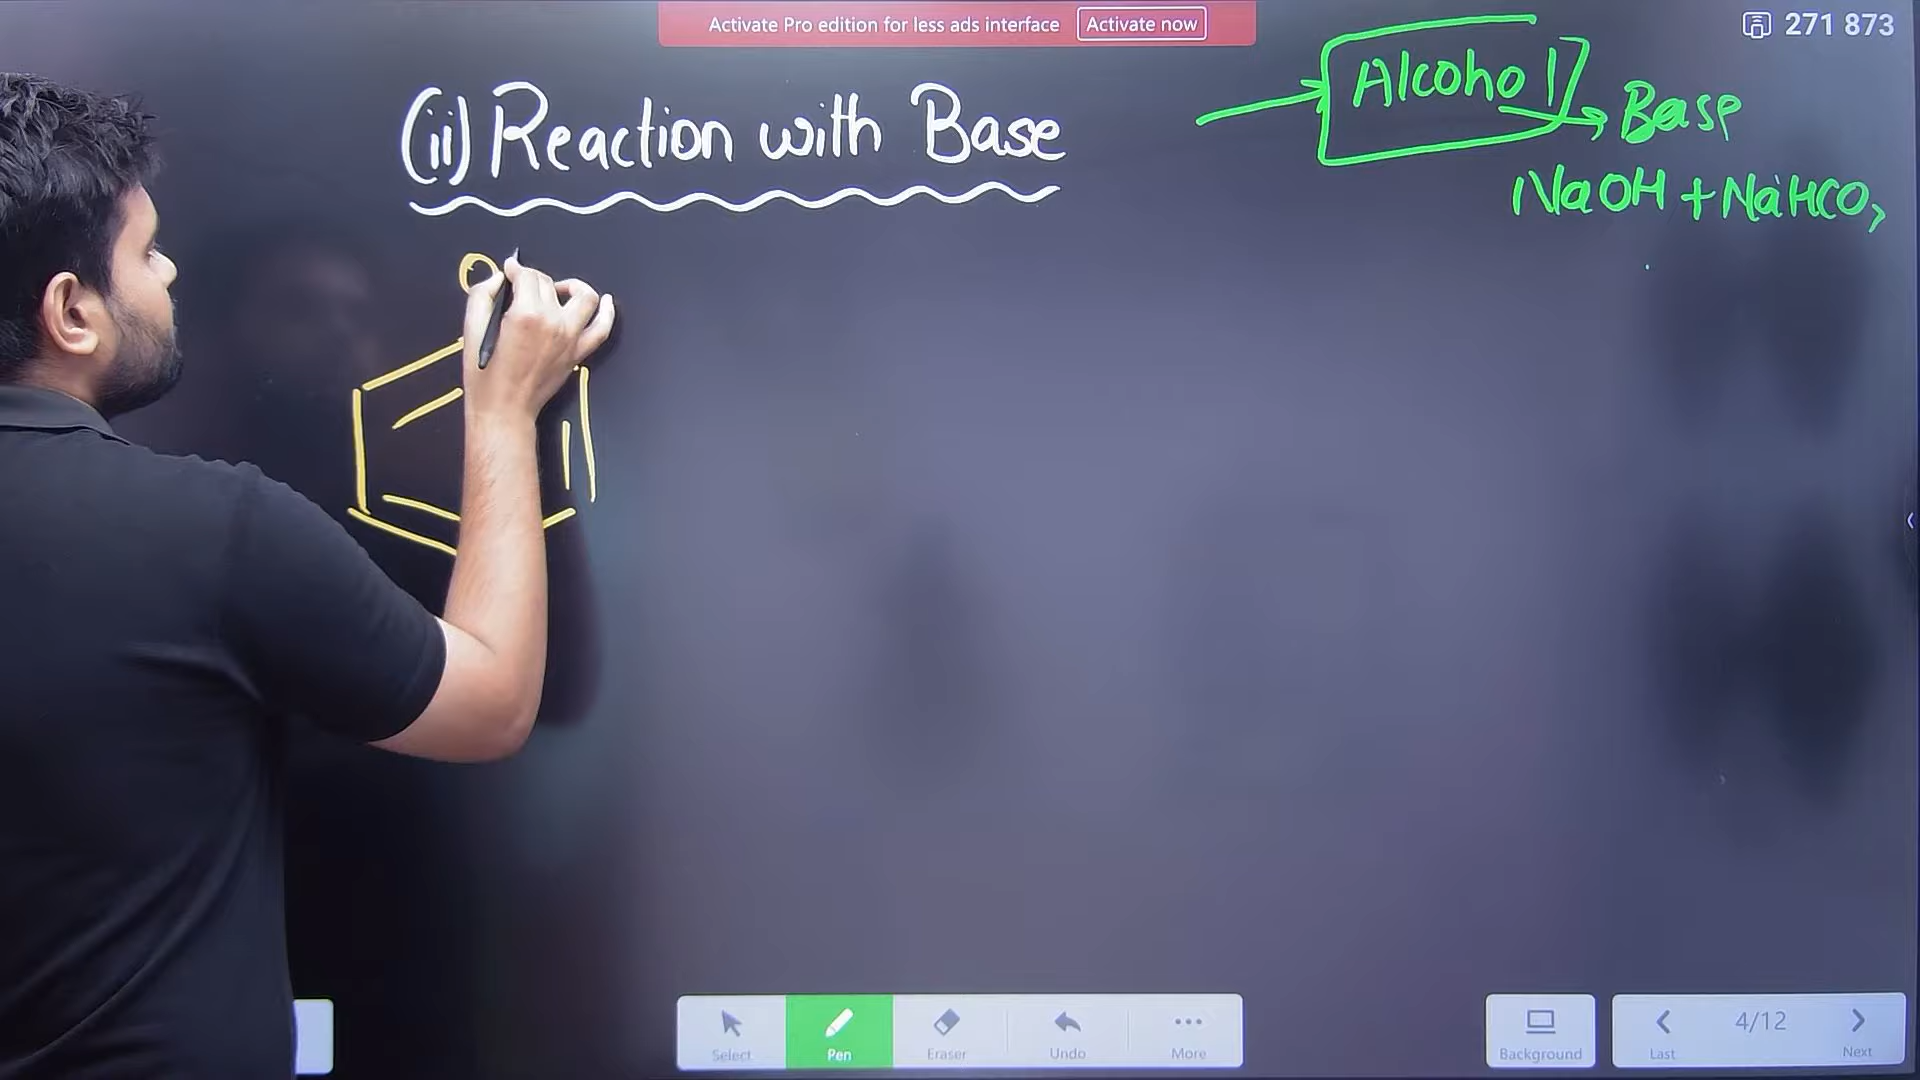 Activate Pro edition for less ads interface Activate now
271 873
Alcohol
Base
NaOH + NaHCO3
(ii) Reaction with Base
O
Select
Pen
Eraser
Undo
More
Background
4/12
Last
Next